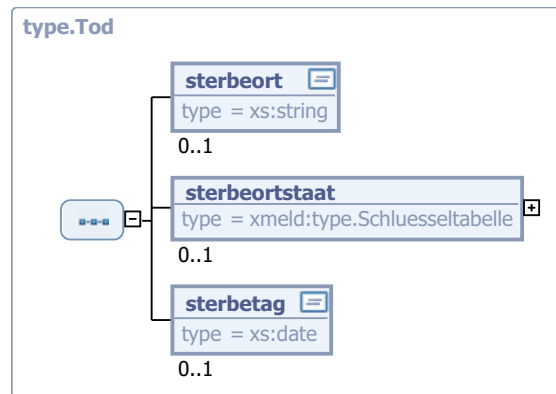 type.Tod
sterbeort
type = xs:string
0..1
sterbeortstaat
type = xmeld:type.Schluesseltabelle
0..1
sterbetag
type = xs:date
0..1